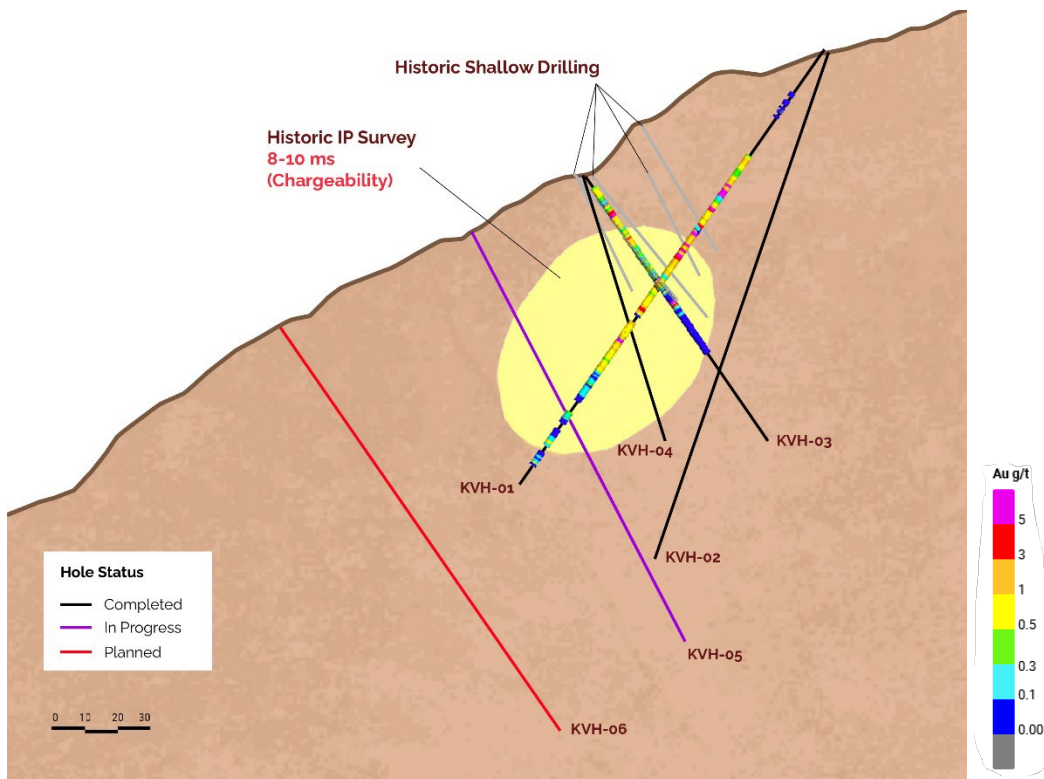 Historic Shallow Drilling
Historic IP Survey
8-10 ms
(Chargeability)
KVH-04
KVH-03
KVH-01
KVH-02
KVH-05
KVH-06
Hole Status
Completed
In Progress
Planned
0 10 20 30
Au g/t
5
3
1
0.5
0.3
0.1
0.00